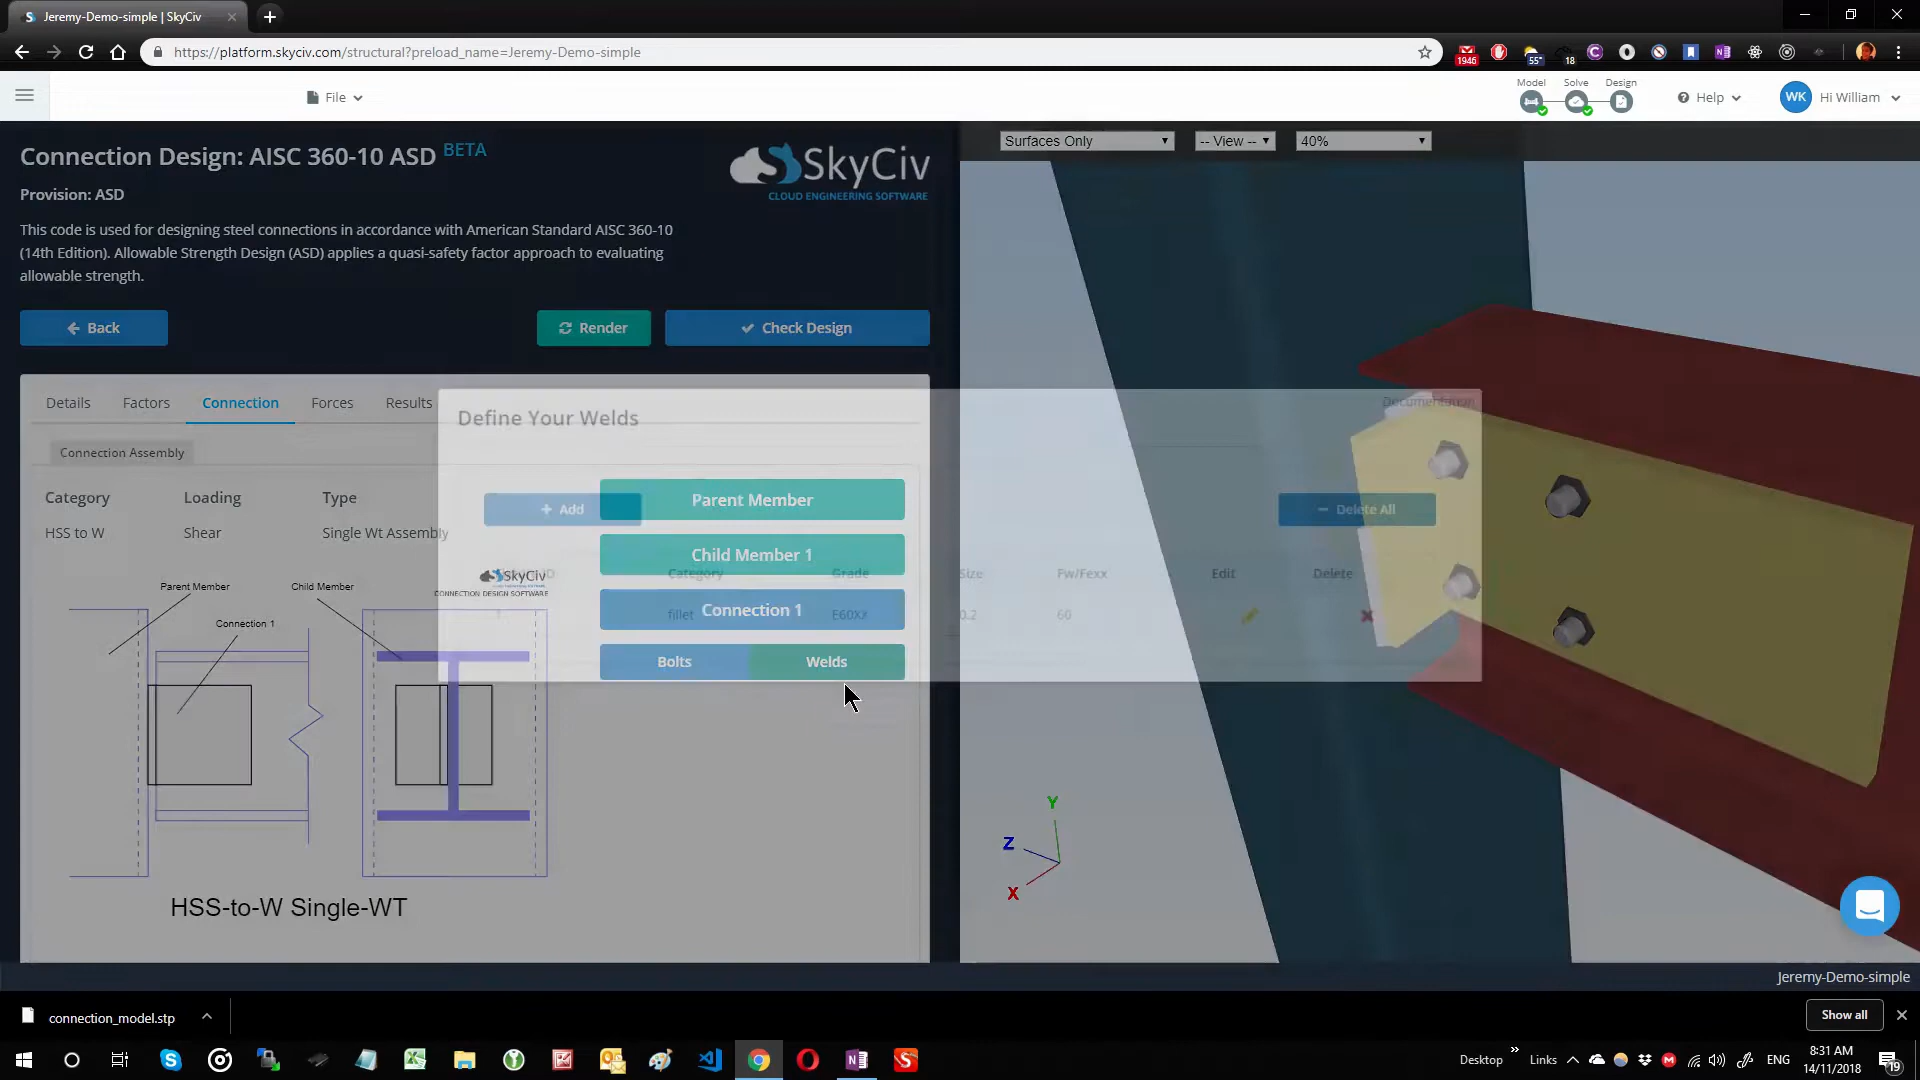 Jeremy-Demo-simple | SkyCiv
https://platform.skyciv.com/structural?preload_name=Jeremy-Demo-simple
1946
55°
18
File
Model
Solve
Design
Help
WK
Hi William
Connection Design: AISC 360-10 ASD BETA
SkyCiv
CLOUD ENGINEERING SOFTWARE
Provision: ASD
This code is used for designing steel connections in accordance with American Standard AISC 360-10
(14th Edition). Allowable Strength Design (ASD) applies a quasi-safety factor approach to evaluating
allowable strength.
Back
Render
Check Design
Surfaces Only
-- View --
40%
Details
Factors
Connection
Forces
Results
Define Your Welds
Documentation
Connection Assembly
Category
Loading
Type
HSS to W
Shear
Single Wt Assembly
+ Add
Parent Member
− Delete All
Child Member 1
Category
Grade
Size
Fw/Fexx
Edit
Delete
fillet
Connection 1
E60XX
0.2
60
Bolts
Welds
Parent Member
Child Member
Connection 1
SkyCiv
CONNECTION DESIGN SOFTWARE
HSS-to-W Single-WT
Y
Z
X
Jeremy-Demo-simple
connection_model.stp
Show all
Desktop
Links
ENG
8:31 AM
14/11/2018
19